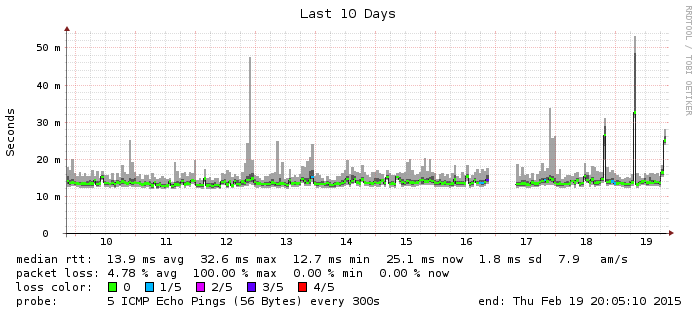 Last 10 Days
RRDTOOL / TOBI OETIKER
Seconds
50 m
40 m
30 m
20 m
10 m
0
10 11 12 13 14 15 16 17 18 19
median rtt: 13.9 ms avg 32.6 ms max 12.7 ms min 25.1 ms now 1.8 ms sd 7.9 am/s
packet loss: 4.78 % avg 100.00 % max 0.00 % min 0.00 % now
loss color: 0 1/5 2/5 3/5 4/5
probe: 5 ICMP Echo Pings (56 Bytes) every 300s end: Thu Feb 19 20:05:10 2015